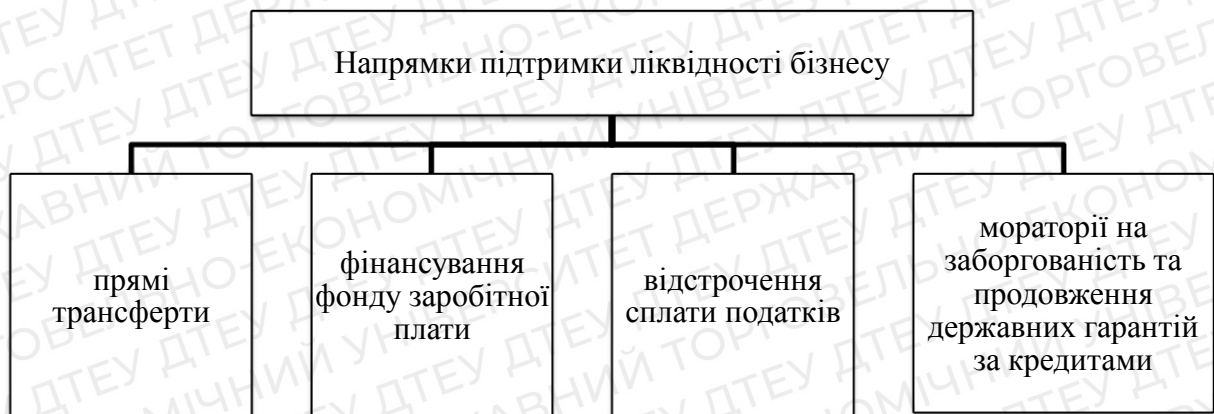 Напрямки підтримки ліквідності бізнесу
прямі
трансферти
фінансування
фонду заробітної
плати
відстрочення
сплати податків
мораторії на
заборгованість та
продовження
державних гарантій
за кредитами